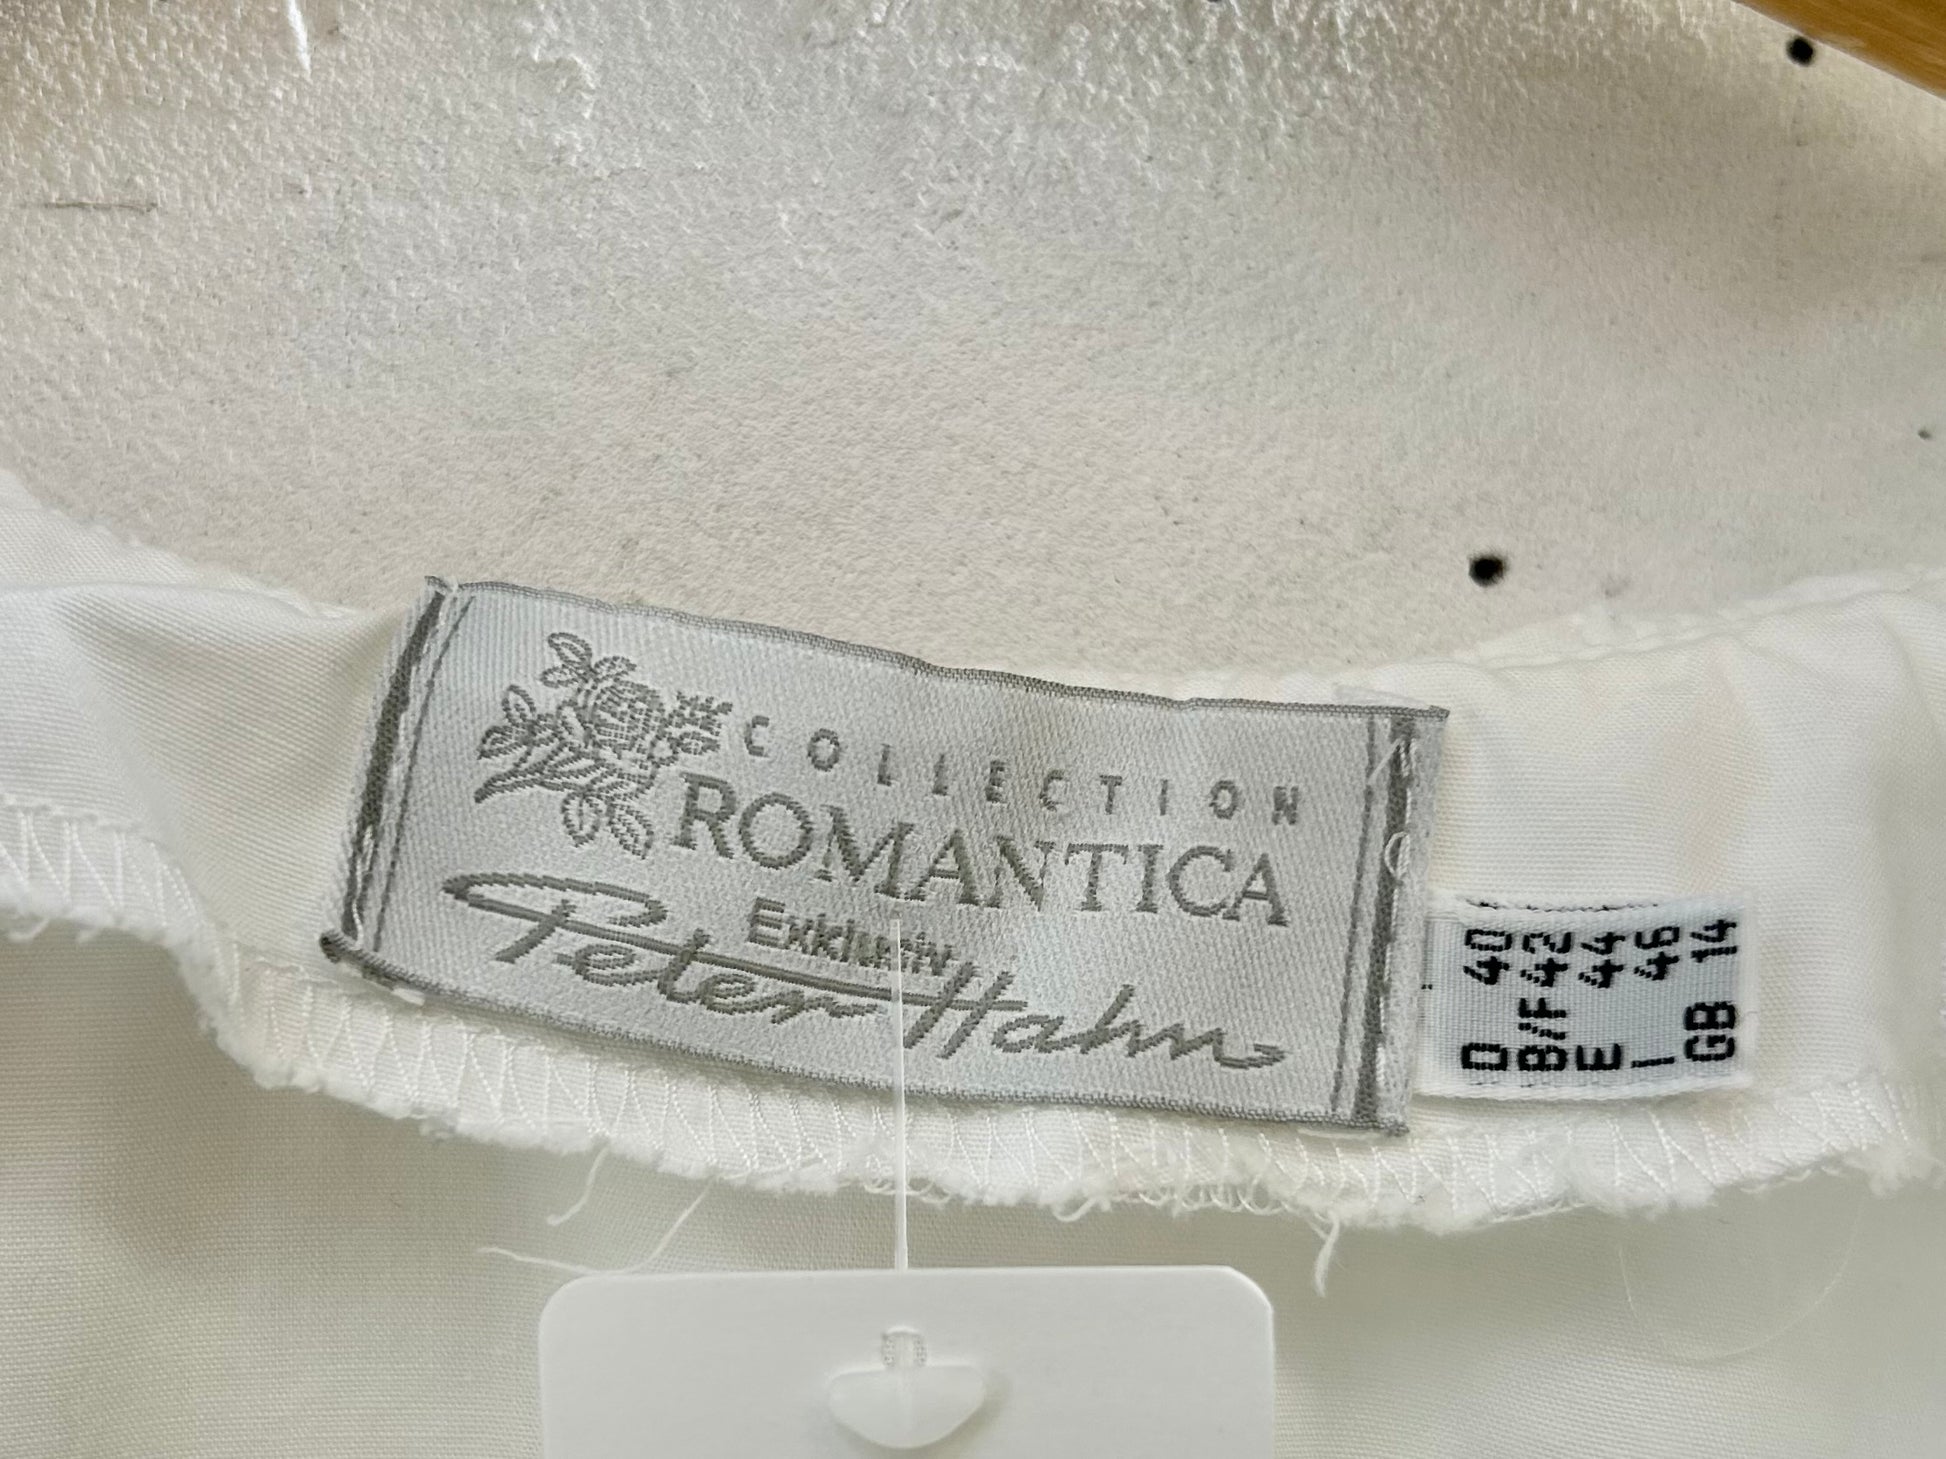 COLLECTION
ROMANTICA
Exklusiv
Peter Hahn
D 40
B/F 42
E 44
I 46
GB 14